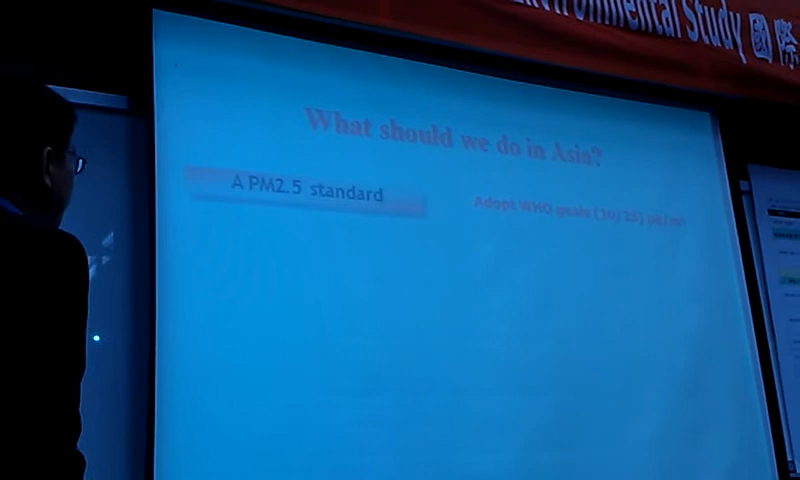 Environmental Study 國際
What should we do in Asia?
A PM2.5 standard
Adopt WHO goals (10/25) µg/m³